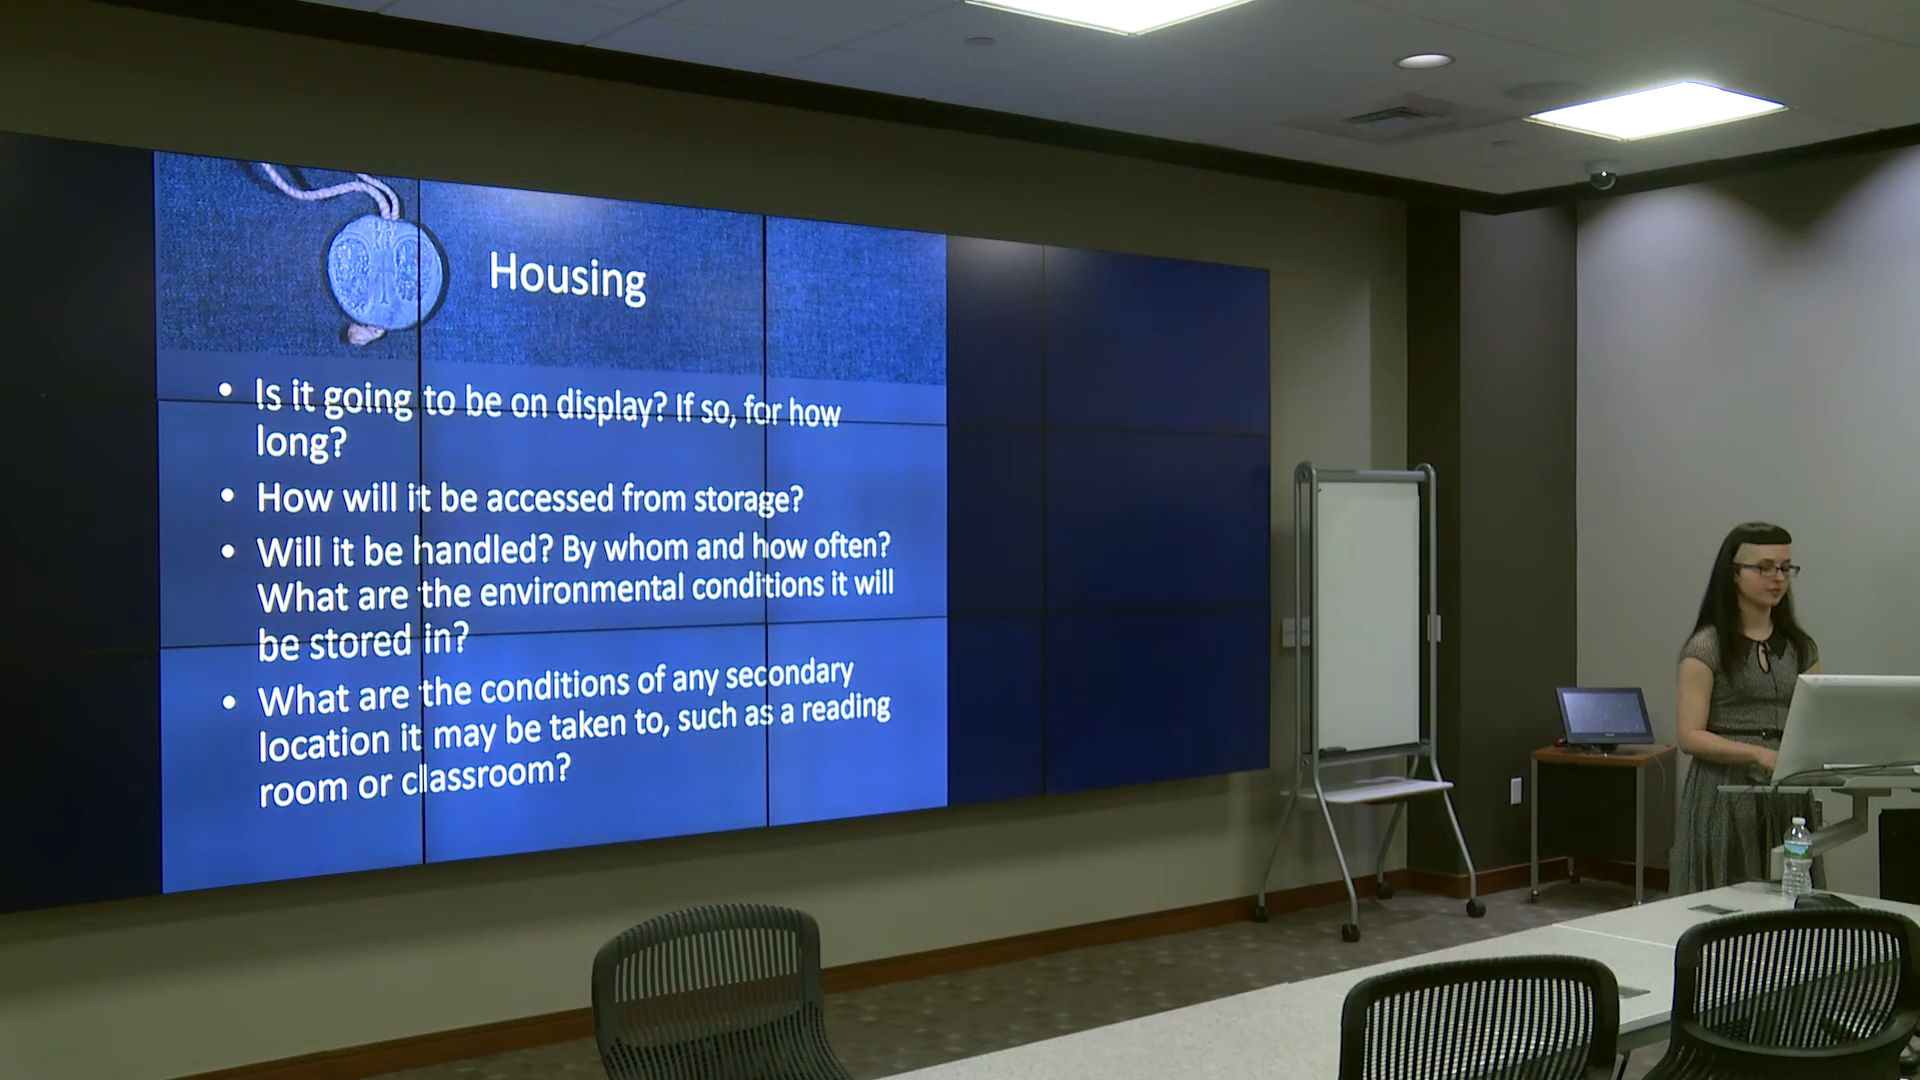 Housing
• Is it going to be on display? If so, for how
long?
• How will it be accessed from storage?
• Will it be handled? By whom and how often?
What are the environmental conditions it will
be stored in?
• What are the conditions of any secondary
location it may be taken to, such as a reading
room or classroom?